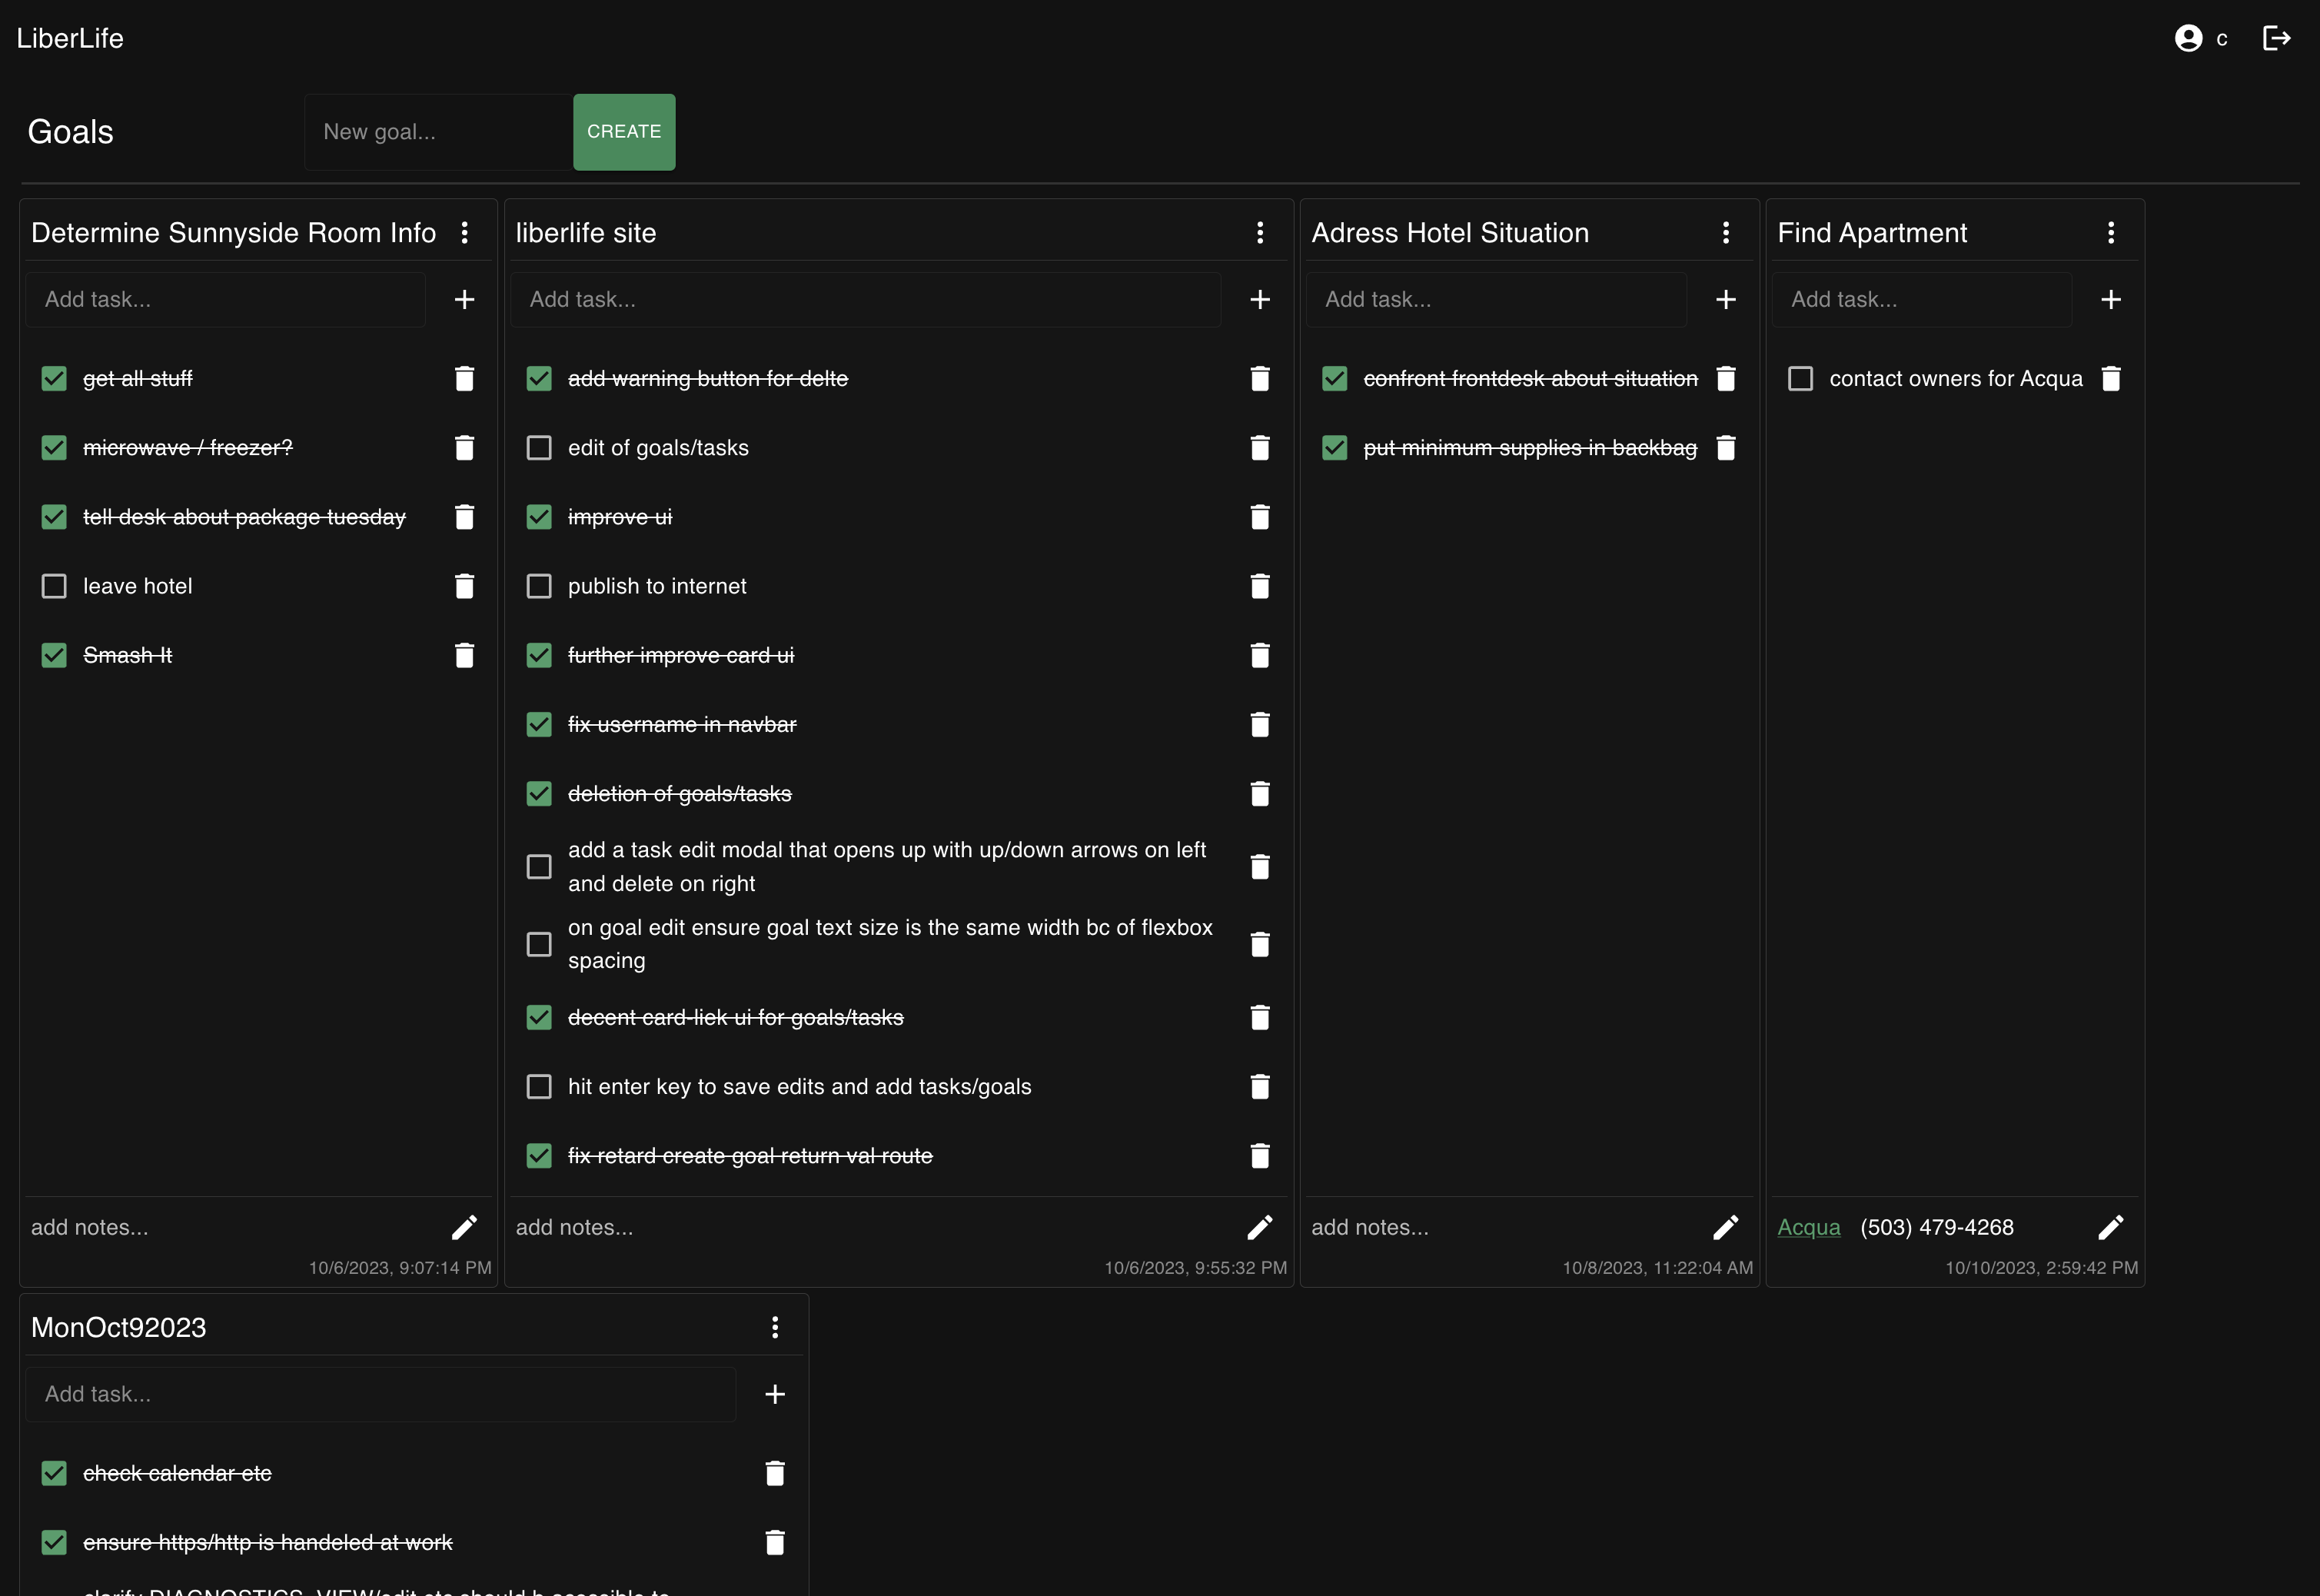 LiberLife
c
Goals
New goal...
CREATE
Determine Sunnyside Room Info
Add task...
get all stuff
microwave / freezer?
tell desk about package tuesday
leave hotel
Smash It
add notes...
10/6/2023, 9:07:14 PM
liberlife site
Add task...
add warning button for delte
edit of goals/tasks
improve ui
publish to internet
further improve card ui
fix username in navbar
deletion of goals/tasks
add a task edit modal that opens up with up/down arrows on left
and delete on right
on goal edit ensure goal text size is the same width bc of flexbox
spacing
decent card-liek ui for goals/tasks
hit enter key to save edits and add tasks/goals
fix retard create goal return val route
add notes...
10/6/2023, 9:55:32 PM
Adress Hotel Situation
Add task...
confront frontdesk about situation
put minimum supplies in backbag
add notes...
10/8/2023, 11:22:04 AM
Find Apartment
Add task...
contact owners for Acqua
Acqua (503) 479-4268
10/10/2023, 2:59:42 PM
MonOct92023
Add task...
check calendar etc
ensure https/http is handeled at work
clarify DIAGNOSTICS_VIEW/edit etc should b acessible to